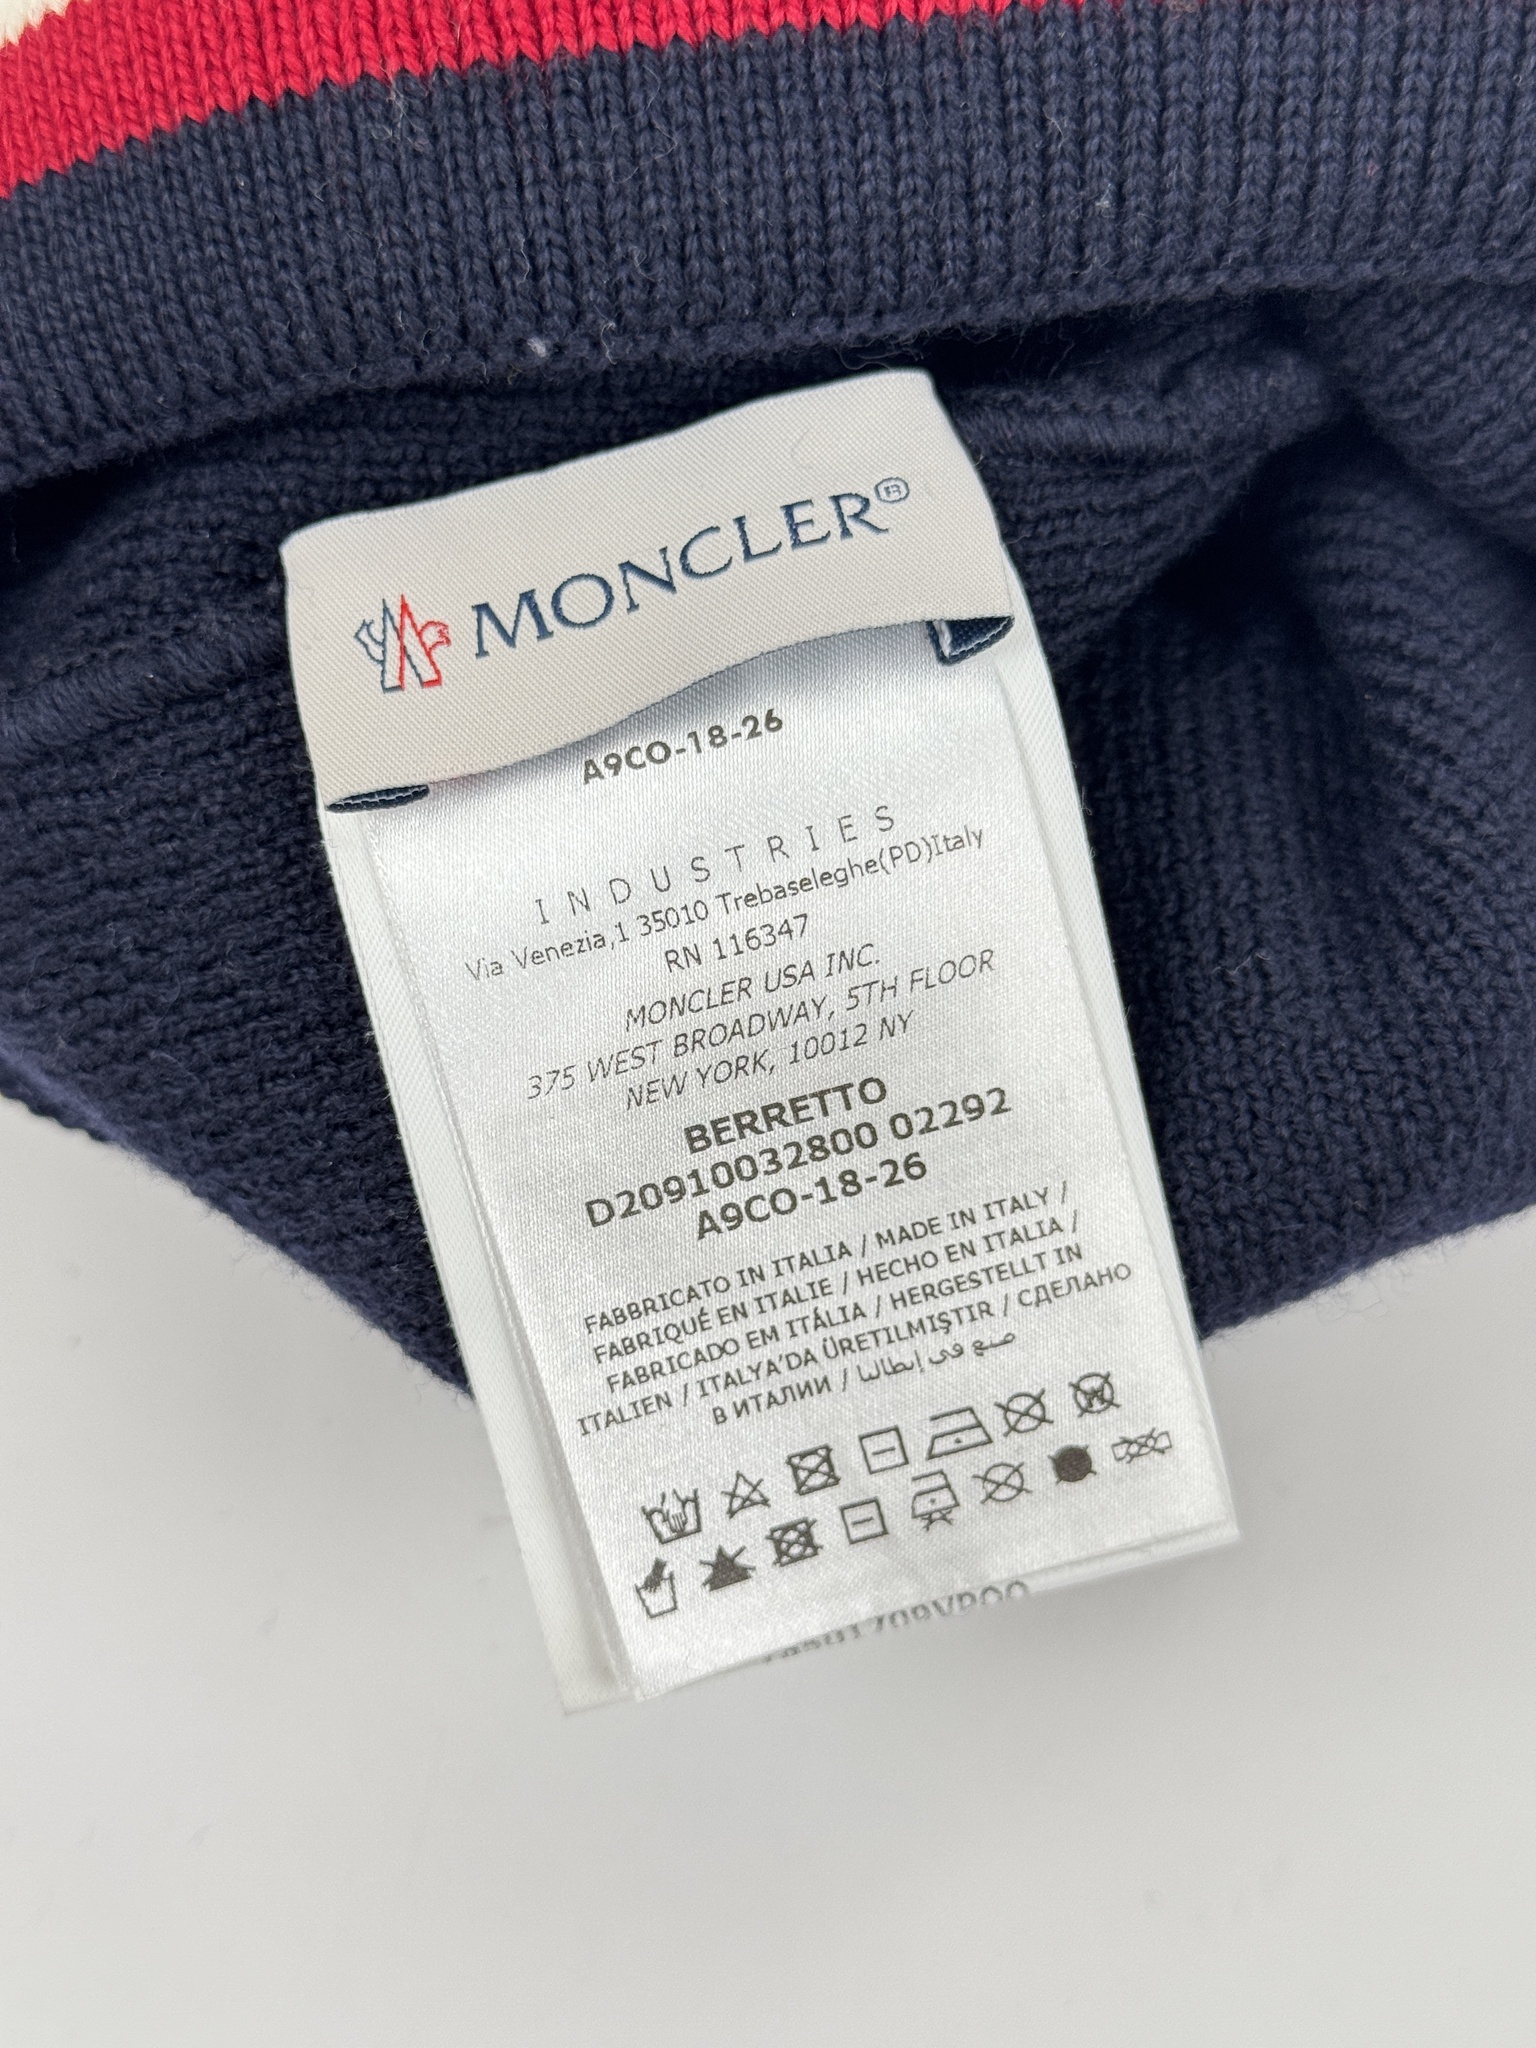 MONCLER®
A9CO-18-26
INDUSTRIES
Via Venezia,1 35010 Trebaseleghe(PD)Italy
RN 116347
MONCLER USA INC.
375 WEST BROADWAY, 5TH FLOOR
NEW YORK, 10012 NY
BERRETTO
D20910032800 02292
A9CO-18-26
FABBRICATO IN ITALIA / MADE IN ITALY /
FABRIQUÉ EN ITALIE / HECHO EN ITALIA /
FABRICADO EM ITÁLIA / HERGESTELLT IN
ITALIEN / ITALYA'DA ÜRETILMIŞTIR / СДЕЛАНО
В ИТАЛИИ / صنع في إيطاليا